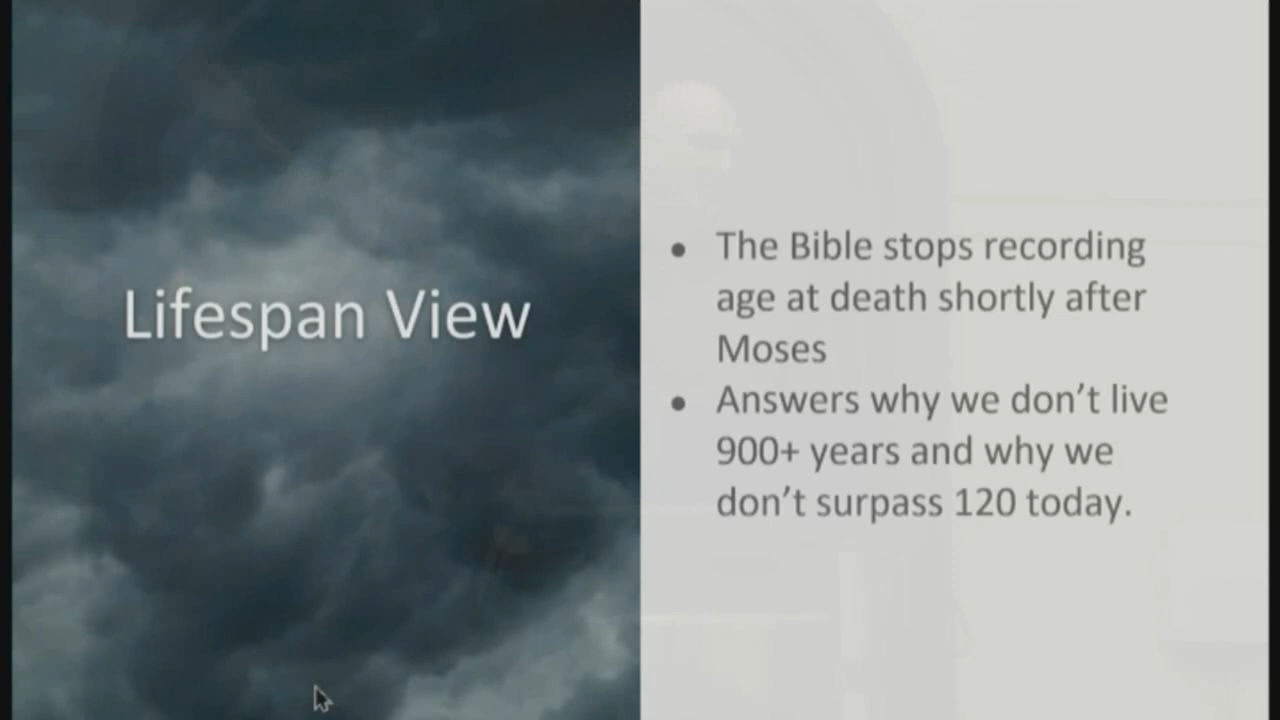 Lifespan View
• The Bible stops recording
age at death shortly after
Moses
• Answers why we don’t live
900+ years and why we
don’t surpass 120 today.